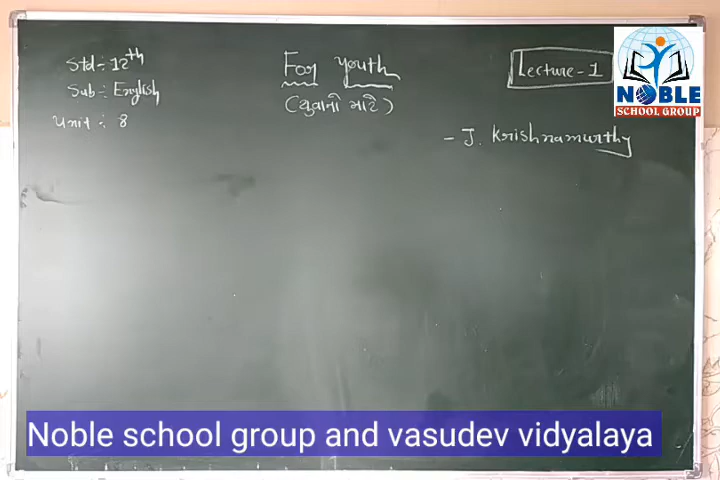 Std :- 12th
Sub :- English
Unit :- 8
For Youth
(યુવાનો માટે)
Lecture - 1
- J. Krishnamurthy
NOBLE
SCHOOL GROUP
Noble school group and vasudev vidyalaya